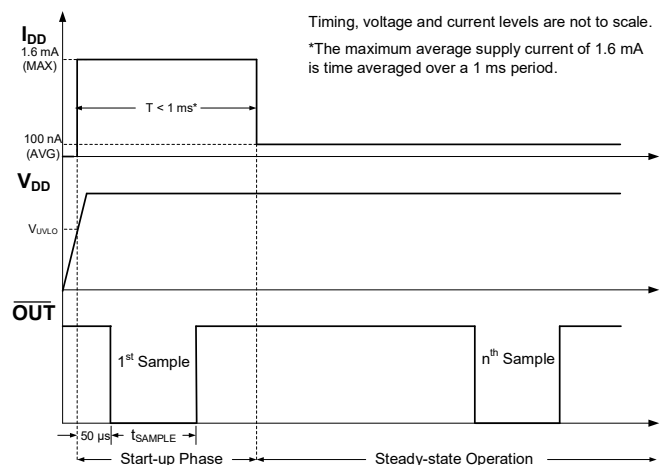 Timing, voltage and current levels are not to scale.
*The maximum average supply current of 1.6 mA
is time averaged over a 1 ms period.
IDD
1.6 mA
(MAX)
T < 1 ms*
100 nA
(AVG)
VDD
VUVLO
OUT
1st Sample
nth Sample
50 µs
tSAMPLE
Start-up Phase
Steady-state Operation